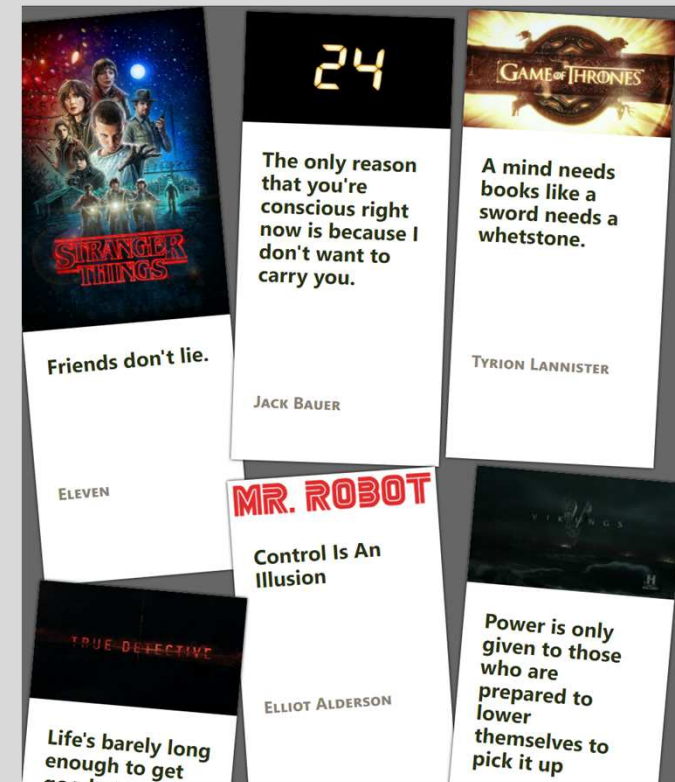 STRANGER
THINGS
Friends don't lie.
ELEVEN
24
The only reason
that you're
conscious right
now is because I
don't want to
carry you.
JACK BAUER
GAME OF THRONES
A mind needs
books like a
sword needs a
whetstone.
TYRION LANNISTER
TRUE DETECTIVE
Life's barely long
enough to get
MR. ROBOT
Control Is An
Illusion
ELLIOT ALDERSON
VIKINGS
H
Power is only
given to those
who are
prepared to
lower
themselves to
pick it up